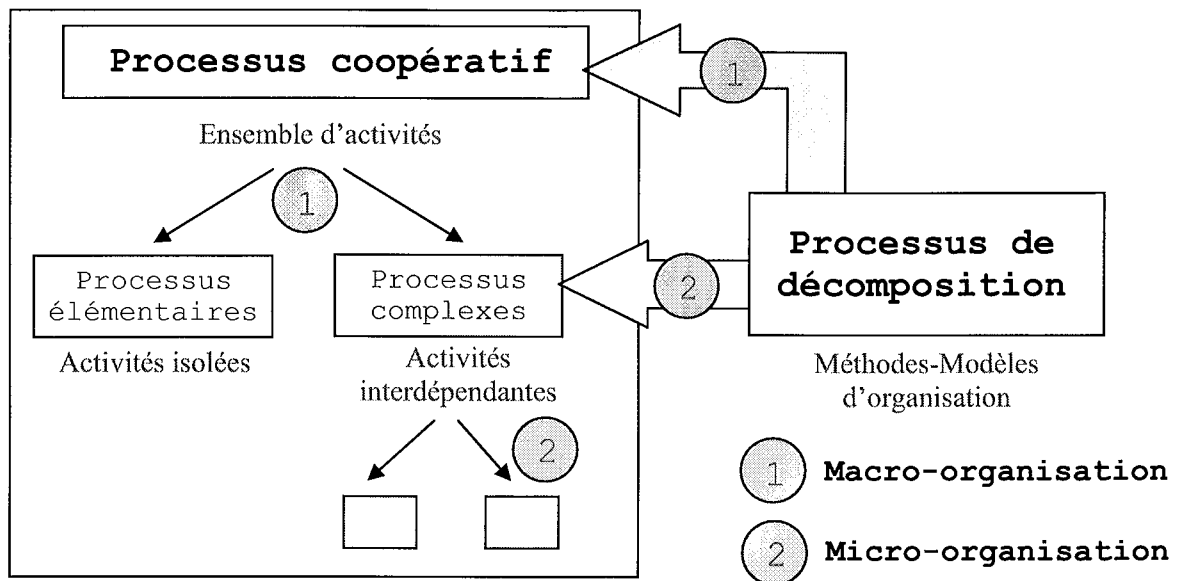 Processus coopératif
1
Ensemble d'activités
1
Processus
élémentaires
Activités isolées
Processus
complexes
Activités
interdépendantes
2
2
Processus de
décomposition
Méthodes-Modèles
d'organisation
1 Macro-organisation
2 Micro-organisation